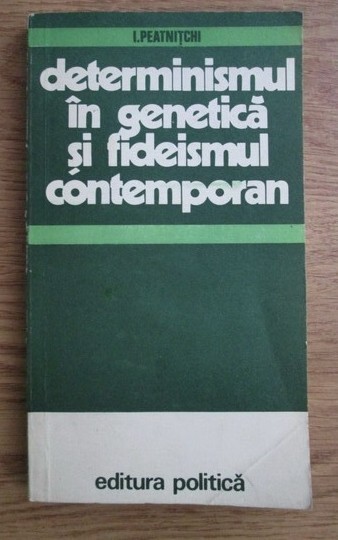 I.PEATNIȚCHI
determinismul
în genetică
și fideismul
contemporan
editura politică